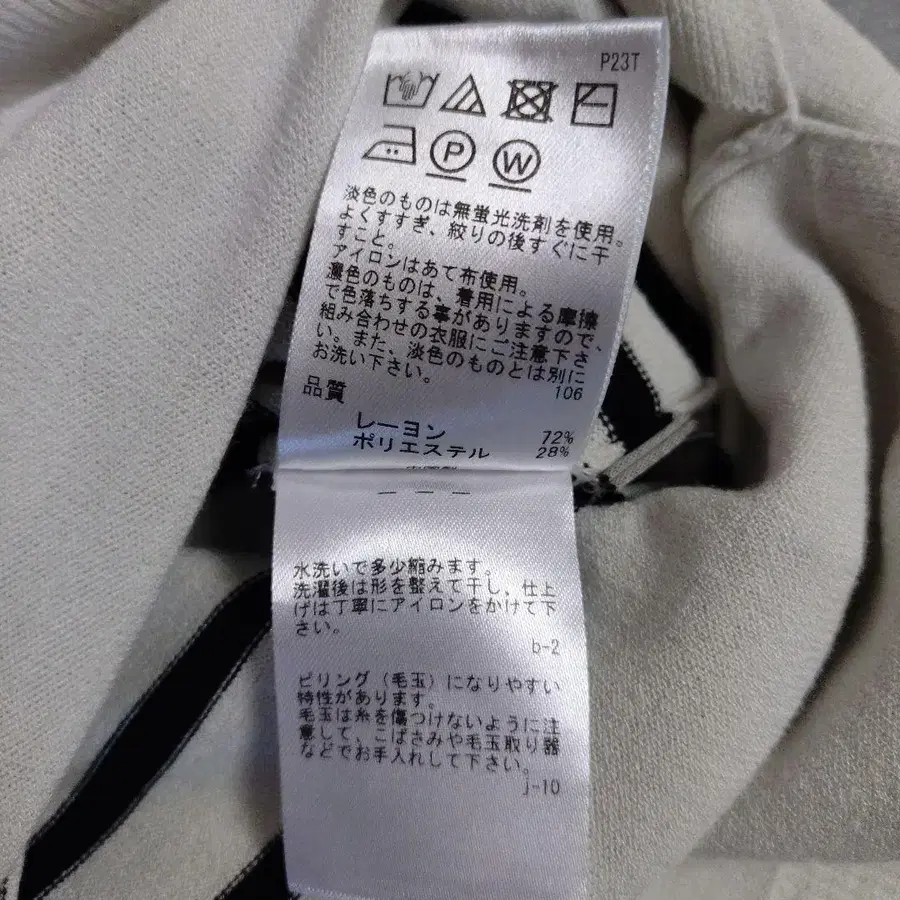 P23T
P W
淡色のものは無蛍光洗剤を使用。
よくすすぎ、絞りの後すぐに干
すこと。
アイロンはあて布使用。
濃色のものは、着用による摩擦
で色落ちする事がありますので、
組み合わせの衣服にご注意下さ
い。また、淡色のものとは別に
お洗い下さい。
106
品質
レーヨン 72%
ポリエステル 28%
水洗いで多少縮みます。
洗濯後は形を整えて干し、仕上
げは丁寧にアイロンをかけて下
さい。
b-2
ピリング(毛玉)になりやすい
特性があります。
毛玉は糸を傷つけないように注
意して、こばさみや毛玉取り器
などでお手入れして下さい。
j-10